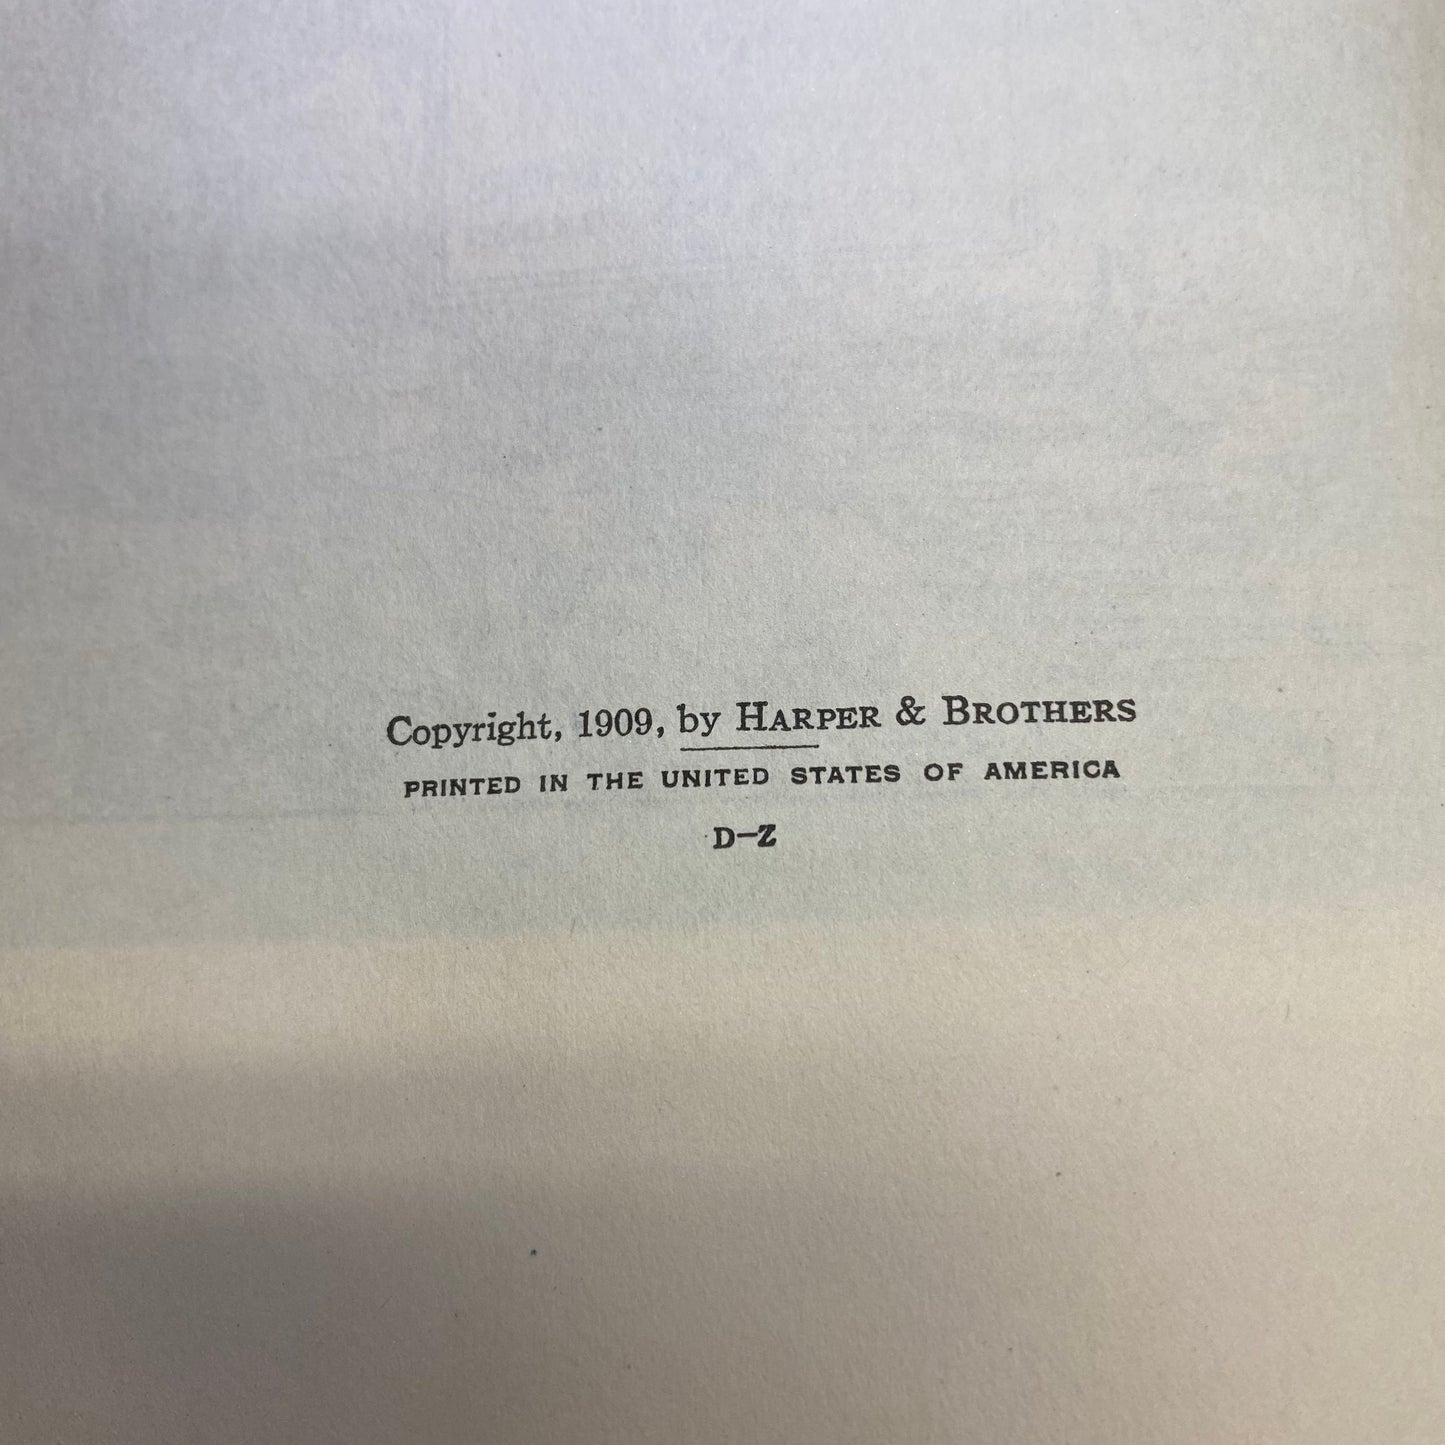 Copyright, 1909, by HARPER & BROTHERS
PRINTED IN THE UNITED STATES OF AMERICA
D-Z